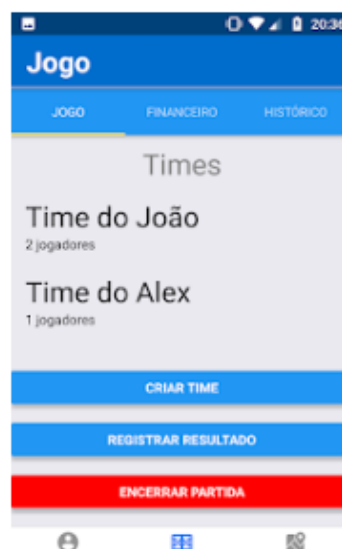 20:36
Jogo
JOGO FINANCEIRO HISTÓRICO
Times
Time do João
2 jogadores
Time do Alex
1 jogadores
CRIAR TIME
REGISTRAR RESULTADO
ENCERRAR PARTIDA